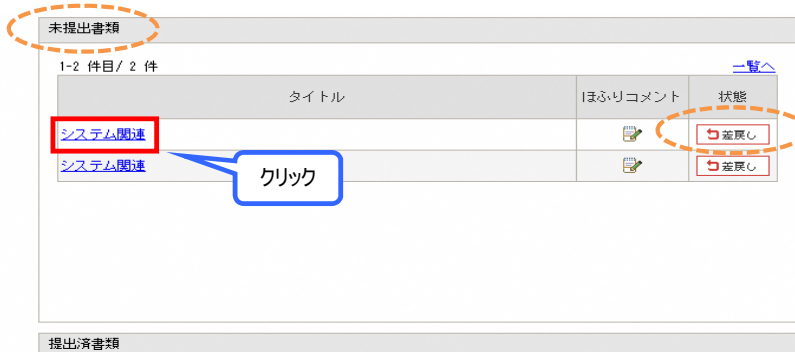 未提出書類
1-2 件目/ 2 件
一覧へ
タイトル
ほふりコメント
状態
システム関連
差戻し
システム関連
差戻し
クリック
提出済書類